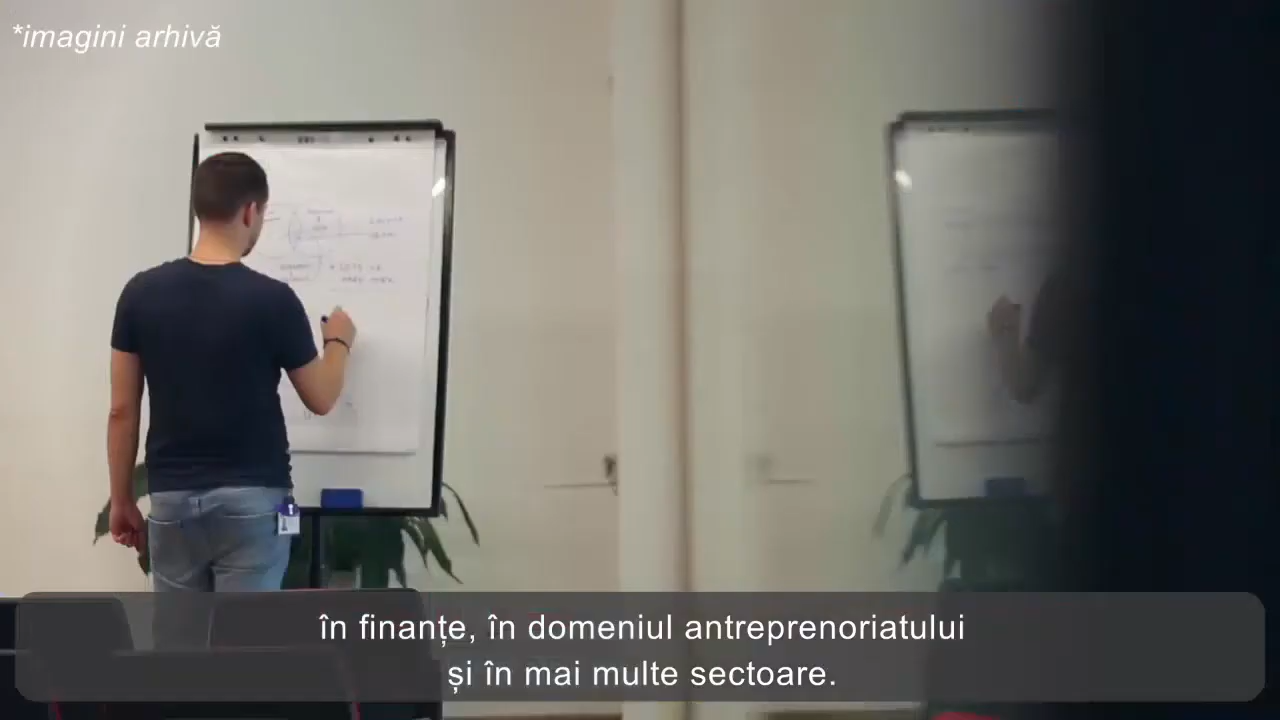 *imagini arhivă
în finanțe, în domeniul antreprenoriatului
și în mai multe sectoare.